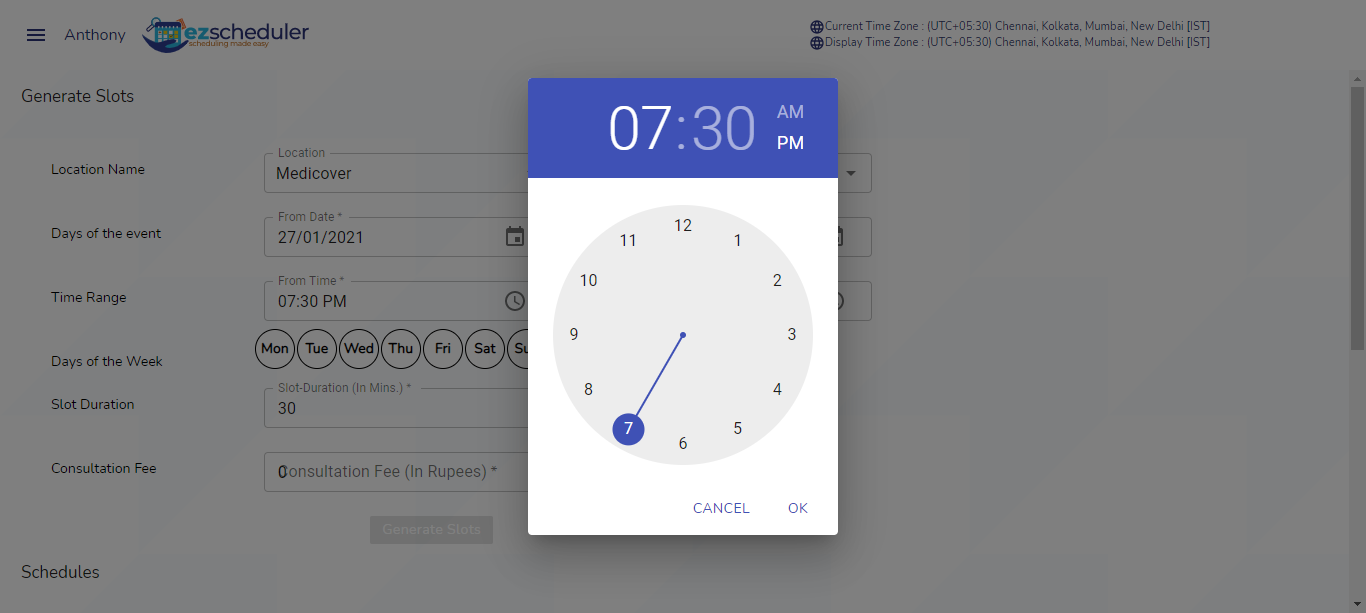 Anthony
ezscheduler
scheduling made easy
Current Time Zone : (UTC+05:30) Chennai, Kolkata, Mumbai, New Delhi [IST]
Display Time Zone : (UTC+05:30) Chennai, Kolkata, Mumbai, New Delhi [IST]
Generate Slots
Location Name
Location
Medicover
Days of the event
From Date *
27/01/2021
Time Range
From Time *
07:30 PM
Days of the Week
Mon Tue Wed Thu Fri Sat Su
Slot Duration
Slot-Duration (In Mins.) *
30
Consultation Fee
0
Consultation Fee (In Rupees) *
Generate Slots
Schedules
07:30
AM
PM
12
11 1
10 2
9 3
8 4
7 5
6
CANCEL OK